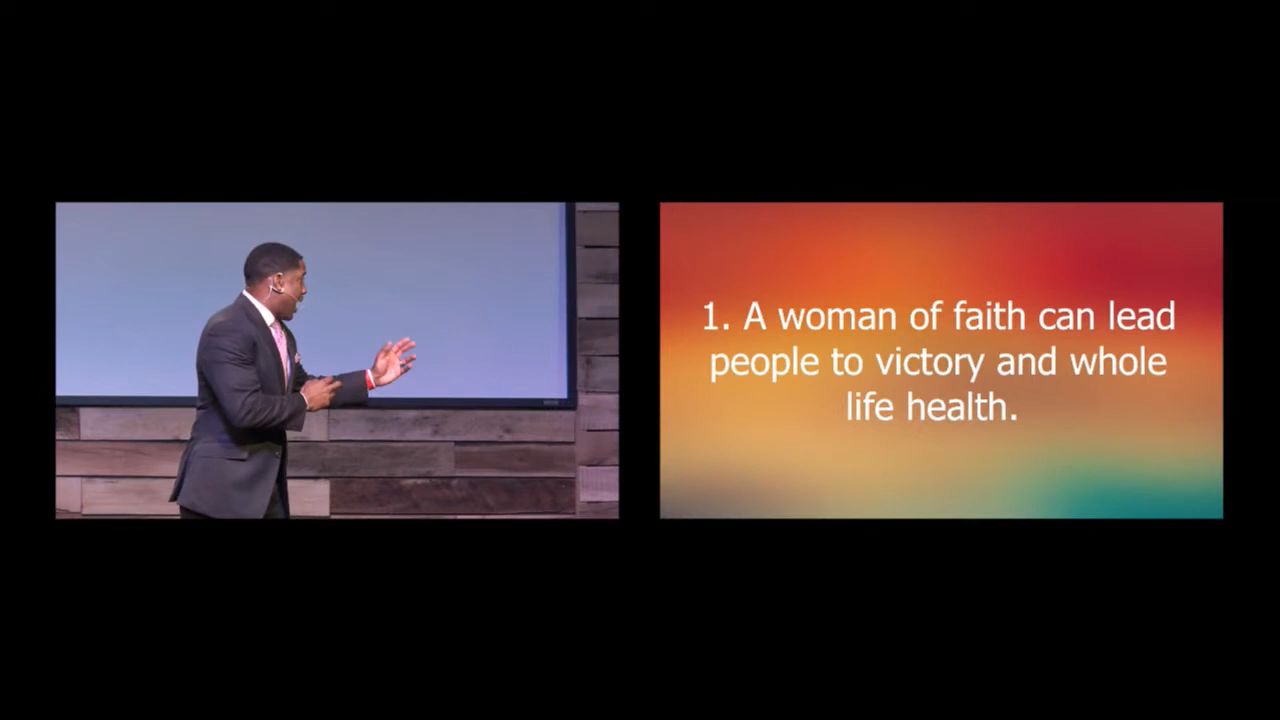 1. A woman of faith can lead
people to victory and whole
life health.